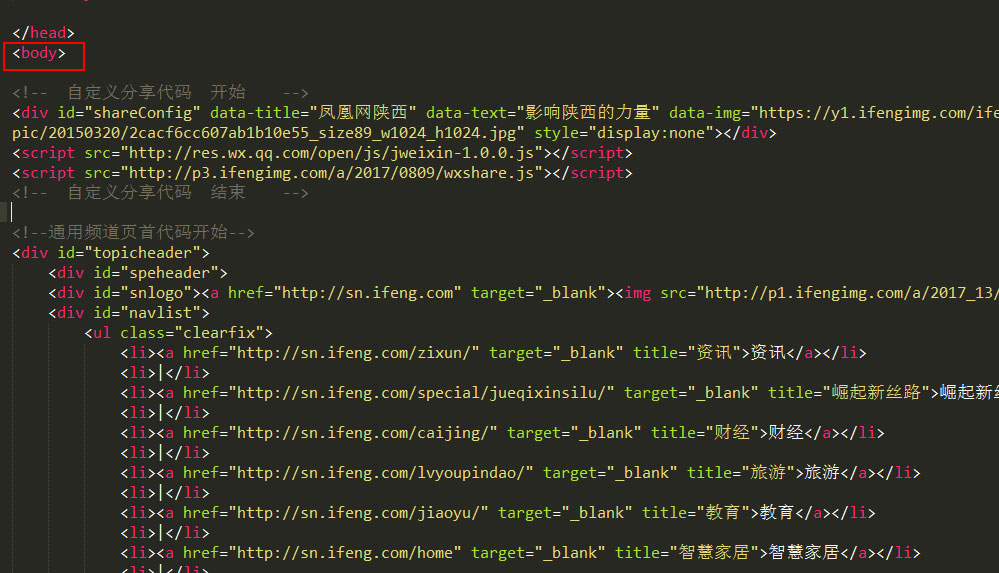 </head>
<body>
<!--  自定义分享代码  开始    -->
<div id="shareConfig" data-title="凤凰网陕西" data-text="影响陕西的力量" data-img="https://y1.ifengimg.com/ife
pic/20150320/2cacf6cc607ab1b10e55_size89_w1024_h1024.jpg" style="display:none"></div>
<script src="http://res.wx.qq.com/open/js/jweixin-1.0.0.js"></script>
<script src="http://p3.ifengimg.com/a/2017/0809/wxshare.js"></script>
<!--  自定义分享代码  结束    -->
<!--通用频道页首代码开始-->
<div id="topicheader">
<div id="speheader">
<div id="snlogo"><a href="http://sn.ifeng.com" target="_blank"><img src="http://p1.ifengimg.com/a/2017_13/
<div id="navlist">
<ul class="clearfix">
<li><a href="http://sn.ifeng.com/zixun/" target="_blank" title="资讯">资讯</a></li>
<li>|</li>
<li><a href="http://sn.ifeng.com/special/jueqixinsilu/" target="_blank" title="崛起新丝路">崛起新丝
<li>|</li>
<li><a href="http://sn.ifeng.com/caijing/" target="_blank" title="财经">财经</a></li>
<li>|</li>
<li><a href="http://sn.ifeng.com/lvyoupindao/" target="_blank" title="旅游">旅游</a></li>
<li>|</li>
<li><a href="http://sn.ifeng.com/jiaoyu/" target="_blank" title="教育">教育</a></li>
<li>|</li>
<li><a href="http://sn.ifeng.com/home" target="_blank" title="智慧家居">智慧家居</a></li>
<li>|</li>